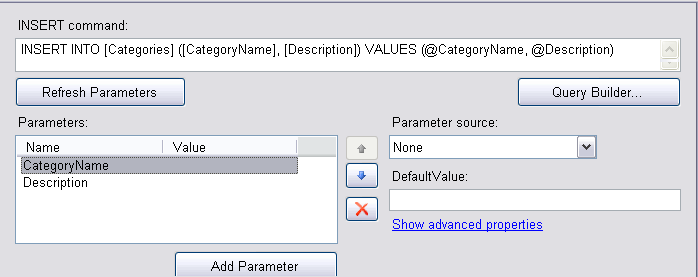 INSERT command:
INSERT INTO [Categories] ([CategoryName], [Description]) VALUES (@CategoryName, @Description)
Refresh Parameters
Query Builder...
Parameters:
Parameter source:
Name Value
None
CategoryName
Description
DefaultValue:
Show advanced properties
Add Parameter